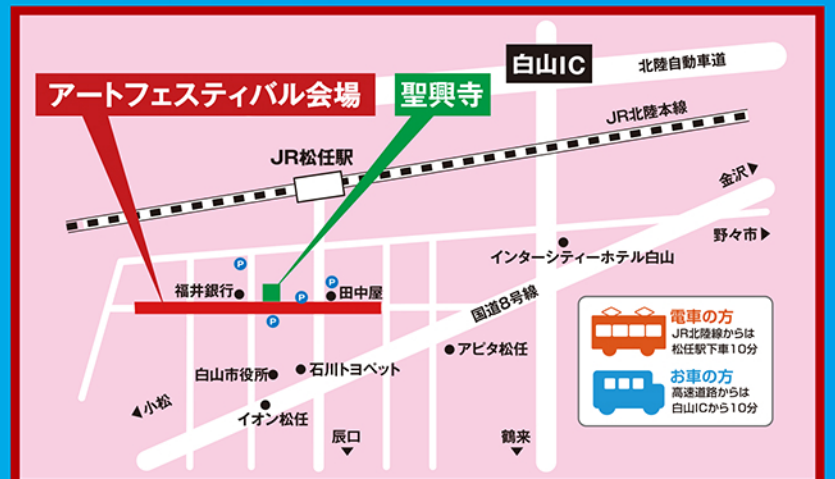 白山IC
北陸自動車道
アートフェスティバル会場
聖興寺
JR北陸本線
JR松任駅
金沢▶
野々市▶
インターシティーホテル白山
P
福井銀行
P
田中屋
P
P
国道8号線
電車の方
JR北陸線からは
松任駅下車10分
アピタ松任
白山市役所
石川トヨペット
お車の方
高速道路からは
白山ICから10分
◀小松
イオン松任
辰口
▼
鶴来
▼